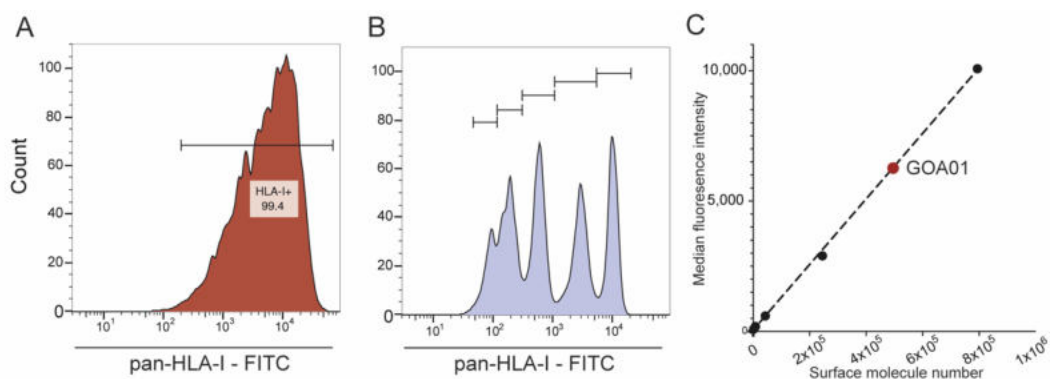 A
Count
100
80
60
40
20
0
HLA-I+
99.4
10¹
10²
10³
10⁴
pan-HLA-I - FITC
B
100
80
60
40
20
0
10¹
10²
10³
10⁴
pan-HLA-I - FITC
C
Median fluoresence intensity
10,000
5,000
0
GOA01
0
2x10⁵
4x10⁵
6x10⁵
8x10⁵
1x10⁶
Surface molecule number